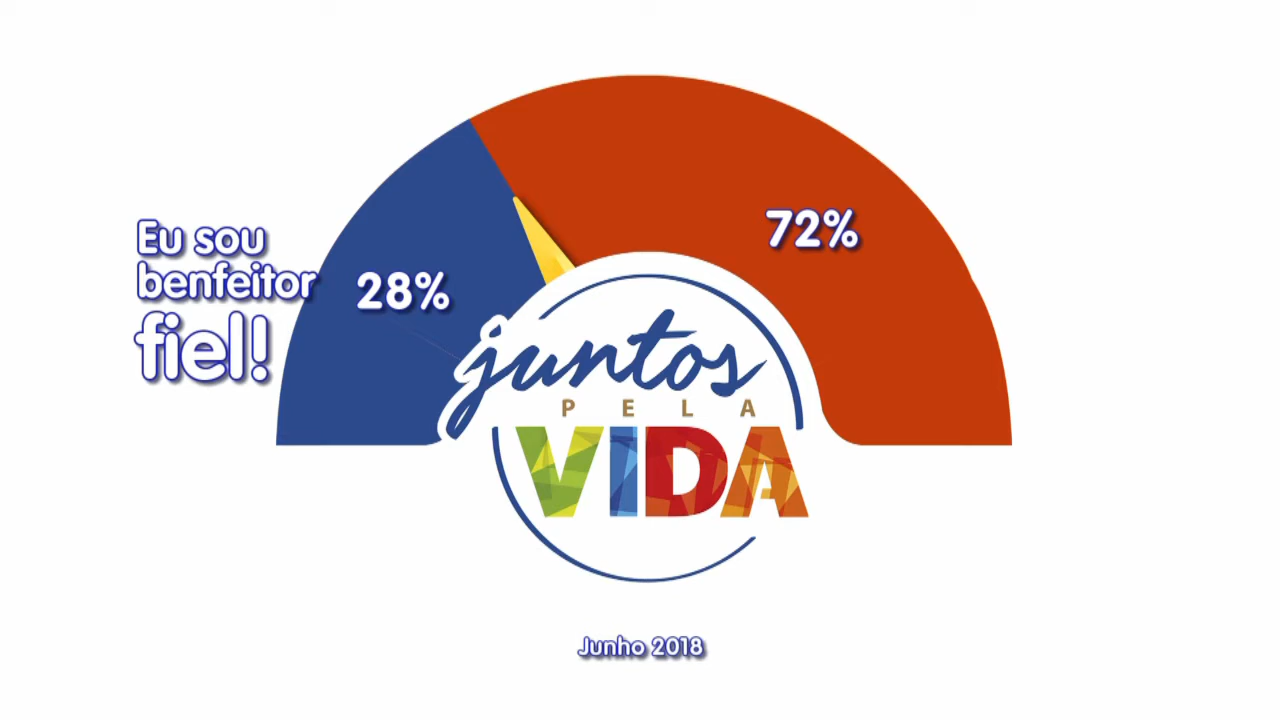 72%
Eu sou
benfeitor
fiel!
28%
juntos
PELA
VIDA
Junho 2018